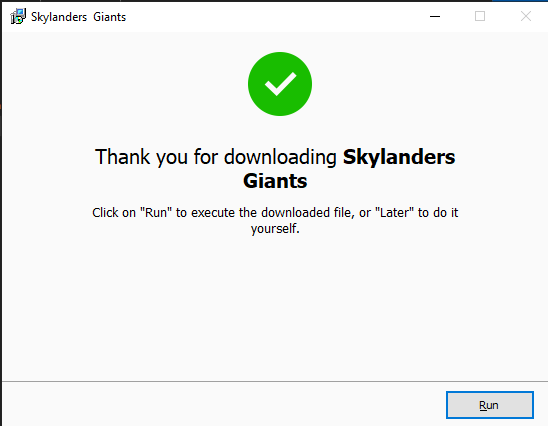 Skylanders  Giants
Thank you for downloading Skylanders
Giants
Click on "Run" to execute the downloaded file, or "Later" to do it
yourself.
Run